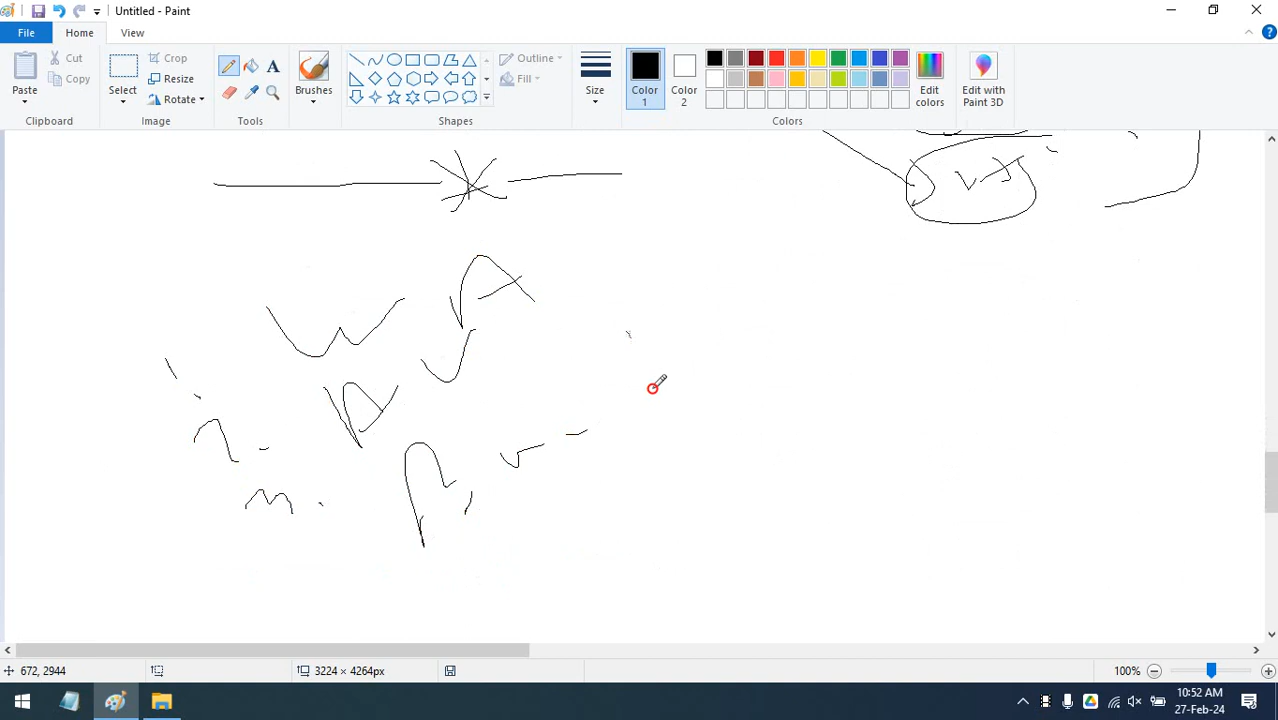 Untitled - Paint
File Home View
Paste
Cut
Copy
Clipboard
Select
Crop
Resize
Rotate
Image
Tools
Brushes
Outline
Fill
Shapes
Size
Color 1
Color 2
Edit colors
Colors
Edit with Paint 3D
W A
672, 2944
3224 × 4264px
100%
10:52 AM
27-Feb-24